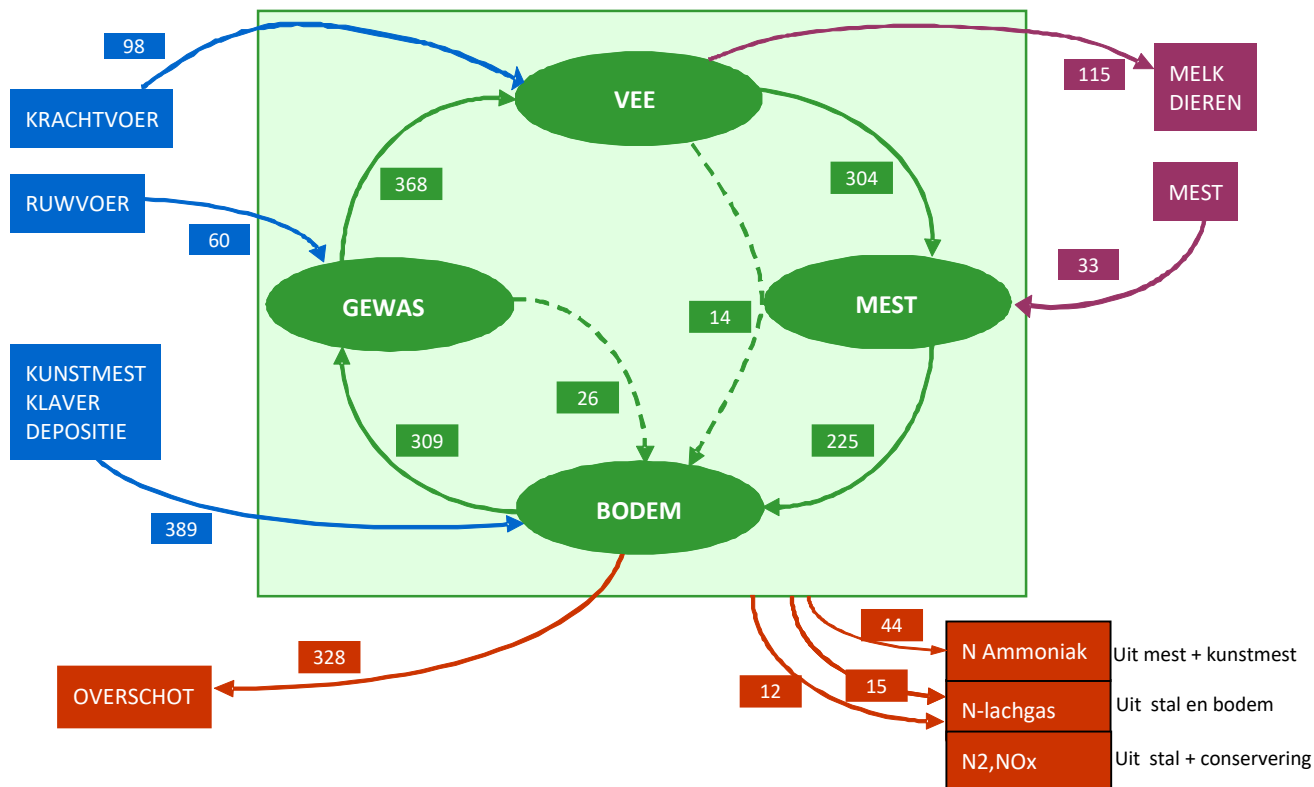 98
KRACHTVOER
VEE
115
MELK
DIEREN
RUWVOER
60
368
304
MEST
33
GEWAS
14
MEST
KUNSTMEST
KLAVER
DEPOSITIE
26
309
225
389
BODEM
328
OVERSCHOT
44
15
12
N Ammoniak
Uit mest + kunstmest
N-lachgas
Uit stal en bodem
N2,NOx
Uit stal + conservering